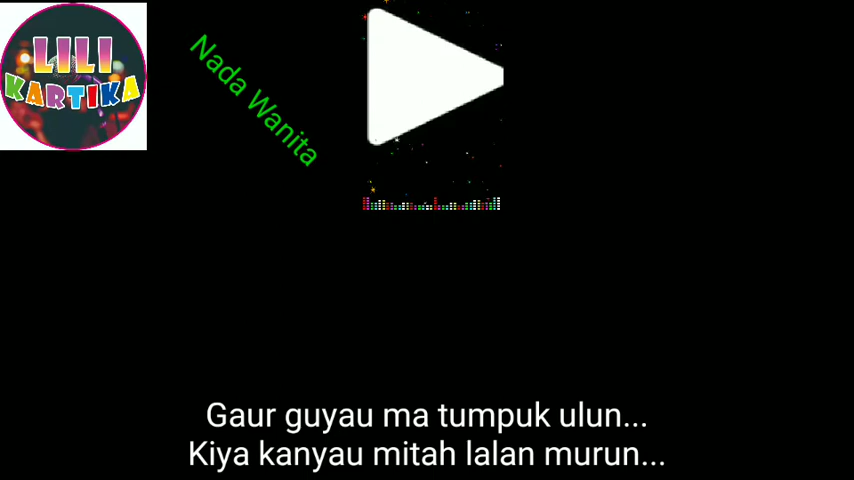 LILI
KARTIKA
Nada Wanita
Gaur guyau ma tumpuk ulun...
Kiya kanyau mitah lalan murun...